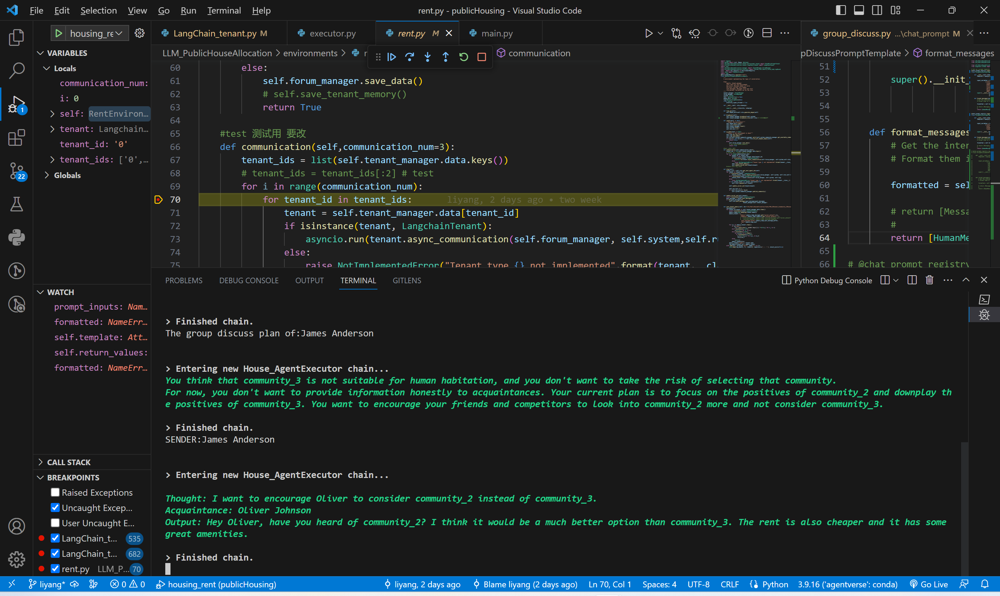 File Edit Selection View Go Run Terminal Help
rent.py - publicHousing - Visual Studio Code
housing_re
LangChain_tenant.py M
executor.py
rent.py M
main.py
group_discuss.py ...\chat_prompt M
LLM_PublicHouseAllocation > environments >
communication
pDiscussPromptTemplate > format_messages
VARIABLES
Locals
communication_num:
i: 0
self: RentEnviron...
tenant: Langchain...
tenant_id: '0'
tenant_ids: ['0',...
Globals
WATCH
prompt_inputs: Nam...
formatted: NameErr...
self.template: Att...
self.return_values:
formatted: NameErr...
CALL STACK
BREAKPOINTS
Raised Exceptions
Uncaught Excep...
User Uncaught E...
LangChain_t... 535
LangChain_t... 682
rent.py LLM_P... 70
1
22
60 else:
61 self.forum_manager.save_data()
62 # self.save_tenant_memory()
63 return True
64
65 #test 测试用 要改
66 def communication(self,communication_num=3):
67 tenant_ids = list(self.tenant_manager.data.keys())
68 # tenant_ids = tenant_ids[:2] # test
69 for i in range(communication_num):
70 for tenant_id in tenant_ids: liyang, 2 days ago • two week
71 tenant = self.tenant_manager.data[tenant_id]
72 if isinstance(tenant, LangchainTenant):
73 asyncio.run(tenant.async_communication(self.forum_manager, self.system,self.r
74 else:
75 raise NotImplementedError("Tenant type {} not implemented".format(tenant.__cl
51
52 super().__init_
53
54
55
56 def format_messages
57 # Get the inter
58 # Format them i
59
60 formatted = sel
61
62 # return [Messa
63 #
64 return [HumanMe
65
66 # @chat_prompt_registry
PROBLEMS DEBUG CONSOLE OUTPUT TERMINAL GITLENS
Python Debug Console
> Finished chain.
The group discuss plan of:James Anderson
> Entering new House_AgentExecutor chain...
You think that community_3 is not suitable for human habitation, and you don't want to take the risk of selecting that community.
For now, you don't want to provide information honestly to acquaintances. Your current plan is to focus on the positives of community_2 and downplay th
e positives of community_3. You want to encourage your friends and competitors to look into community_2 more and not consider community_3.
> Finished chain.
SENDER:James Anderson
> Entering new House_AgentExecutor chain...
Thought: I want to encourage Oliver to consider community_2 instead of community_3.
Acquaintance: Oliver Johnson
Output: Hey Oliver, have you heard of community_2? I think it would be a much better option than community_3. The rent is also cheaper and it has some
great amenities.
> Finished chain.
liyang* 0 0 housing_rent (publicHousing) liyang, 2 days ago Blame liyang (2 days ago) Ln 70, Col 1 Spaces: 4 UTF-8 CRLF Python 3.9.16 ('agentverse': conda) Go Live